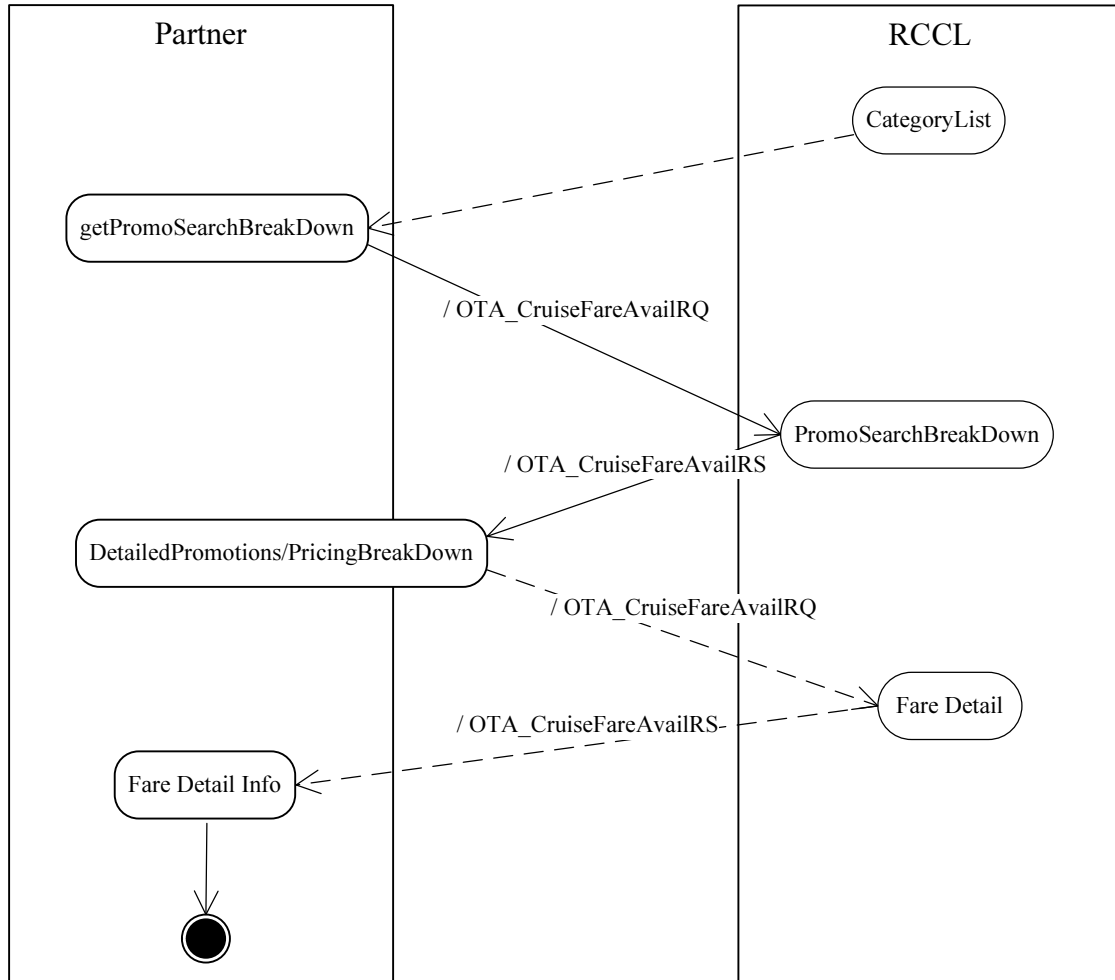 Partner
RCCL
CategoryList
getPromoSearchBreakDown
/ OTA_CruiseFareAvailRQ
PromoSearchBreakDown
/ OTA_CruiseFareAvailRS
DetailedPromotions/PricingBreakDown
/ OTA_CruiseFareAvailRQ
Fare Detail
/ OTA_CruiseFareAvailRS
Fare Detail Info